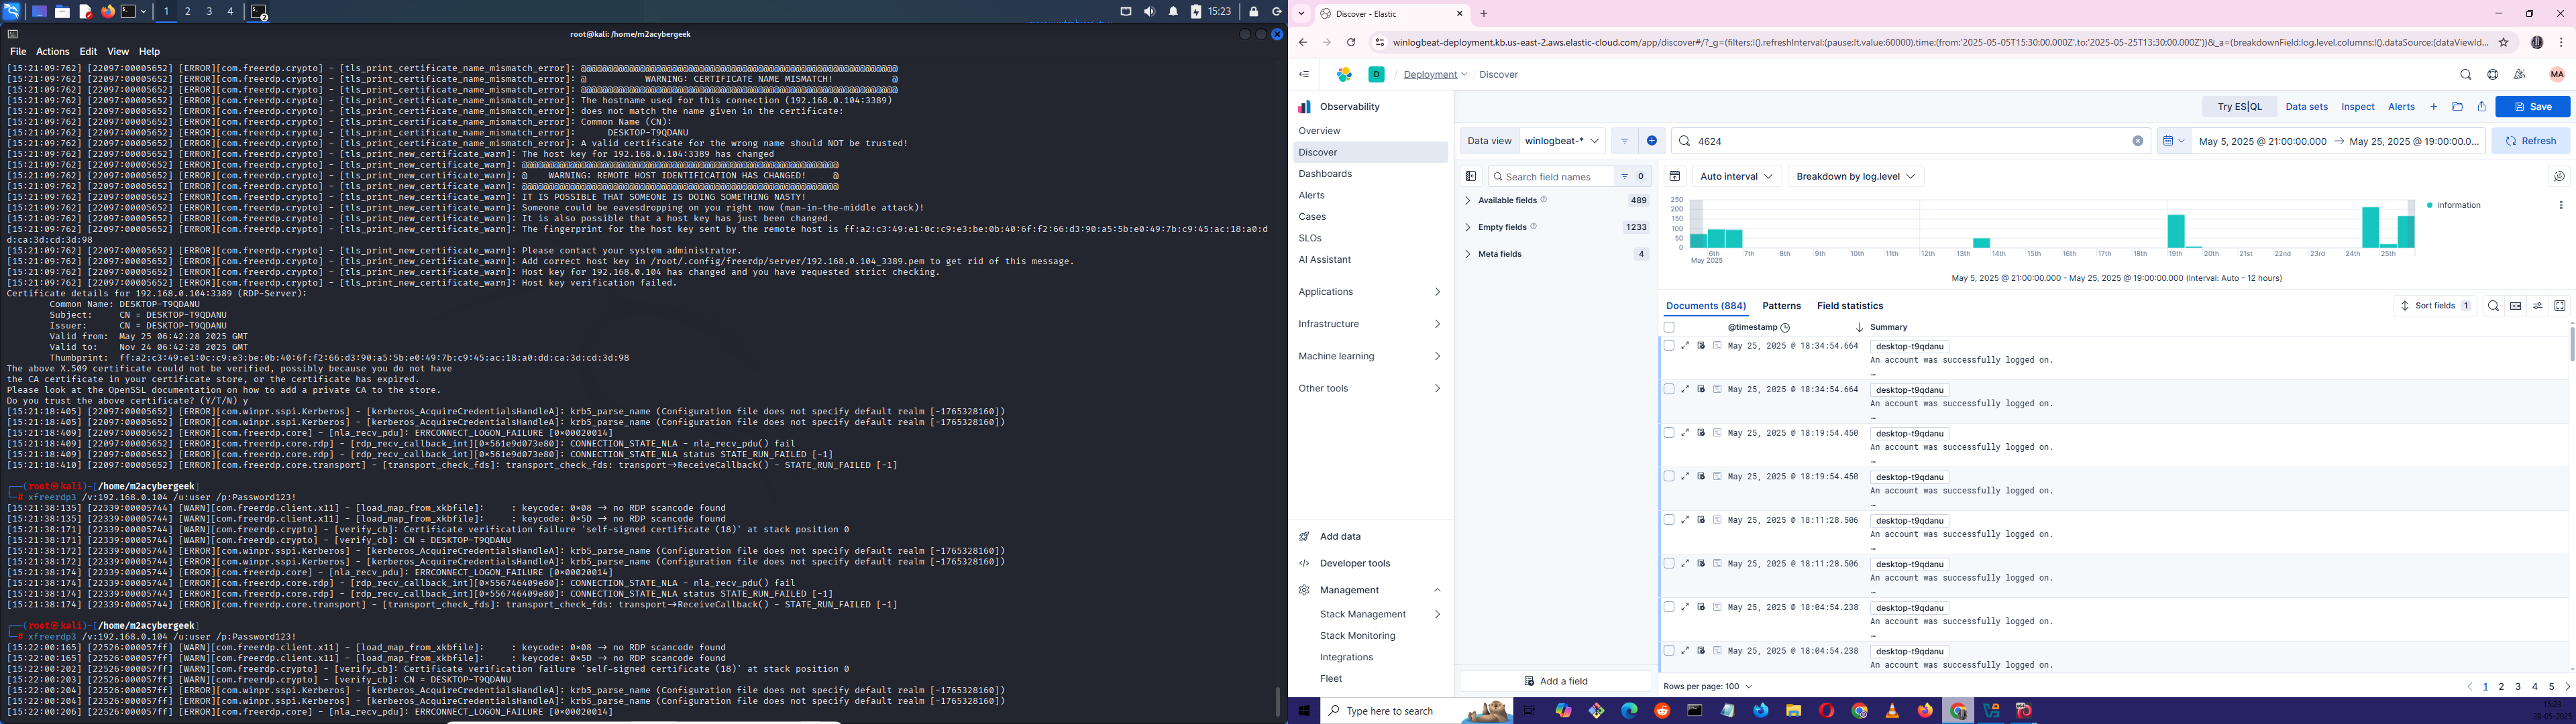 1 2 3 4
15:23
root@kali: /home/m2acybergeek
File Actions Edit View Help
[15:21:09:762] [22097:00005652] [ERROR][com.freerdp.crypto] - [tls_print_certificate_name_mismatch_error]: @@@@@@@@@@@@@@@@@@@@@@@@@@@@@@@@@@@@@@@@@@@@@@@@@@@@@@@@@@@
[15:21:09:762] [22097:00005652] [ERROR][com.freerdp.crypto] - [tls_print_certificate_name_mismatch_error]: @           WARNING: CERTIFICATE NAME MISMATCH!           @
[15:21:09:762] [22097:00005652] [ERROR][com.freerdp.crypto] - [tls_print_certificate_name_mismatch_error]: @@@@@@@@@@@@@@@@@@@@@@@@@@@@@@@@@@@@@@@@@@@@@@@@@@@@@@@@@@@
[15:21:09:762] [22097:00005652] [ERROR][com.freerdp.crypto] - [tls_print_certificate_name_mismatch_error]: The hostname used for this connection (192.168.0.104:3389)
[15:21:09:762] [22097:00005652] [ERROR][com.freerdp.crypto] - [tls_print_certificate_name_mismatch_error]: does not match the name given in the certificate:
[15:21:09:762] [22097:00005652] [ERROR][com.freerdp.crypto] - [tls_print_certificate_name_mismatch_error]: Common Name (CN):
[15:21:09:762] [22097:00005652] [ERROR][com.freerdp.crypto] - [tls_print_certificate_name_mismatch_error]:      DESKTOP-T9QDANU
[15:21:09:762] [22097:00005652] [ERROR][com.freerdp.crypto] - [tls_print_certificate_name_mismatch_error]: A valid certificate for the wrong name should NOT be trusted!
[15:21:09:762] [22097:00005652] [ERROR][com.freerdp.crypto] - [tls_print_new_certificate_warn]: The host key for 192.168.0.104:3389 has changed
[15:21:09:762] [22097:00005652] [ERROR][com.freerdp.crypto] - [tls_print_new_certificate_warn]: @@@@@@@@@@@@@@@@@@@@@@@@@@@@@@@@@@@@@@@@@@@@@@@@@@@@@@@@@@@
[15:21:09:762] [22097:00005652] [ERROR][com.freerdp.crypto] - [tls_print_new_certificate_warn]: @    WARNING: REMOTE HOST IDENTIFICATION HAS CHANGED!     @
[15:21:09:762] [22097:00005652] [ERROR][com.freerdp.crypto] - [tls_print_new_certificate_warn]: @@@@@@@@@@@@@@@@@@@@@@@@@@@@@@@@@@@@@@@@@@@@@@@@@@@@@@@@@@@
[15:21:09:762] [22097:00005652] [ERROR][com.freerdp.crypto] - [tls_print_new_certificate_warn]: IT IS POSSIBLE THAT SOMEONE IS DOING SOMETHING NASTY!
[15:21:09:762] [22097:00005652] [ERROR][com.freerdp.crypto] - [tls_print_new_certificate_warn]: Someone could be eavesdropping on you right now (man-in-the-middle attack)!
[15:21:09:762] [22097:00005652] [ERROR][com.freerdp.crypto] - [tls_print_new_certificate_warn]: It is also possible that a host key has just been changed.
[15:21:09:762] [22097:00005652] [ERROR][com.freerdp.crypto] - [tls_print_new_certificate_warn]: The fingerprint for the host key sent by the remote host is ff:a2:c3:49:e1:0c:c9:e3:be:0b:40:6f:f2:66:d3:90:a5:5b:e0:49:7b:c9:45:ac:18:a0:d
d:ca:3d:cd:3d:98
[15:21:09:762] [22097:00005652] [ERROR][com.freerdp.crypto] - [tls_print_new_certificate_warn]: Please contact your system administrator.
[15:21:09:762] [22097:00005652] [ERROR][com.freerdp.crypto] - [tls_print_new_certificate_warn]: Add correct host key in /root/.config/freerdp/server/192.168.0.104_3389.pem to get rid of this message.
[15:21:09:762] [22097:00005652] [ERROR][com.freerdp.crypto] - [tls_print_new_certificate_warn]: Host key for 192.168.0.104 has changed and you have requested strict checking.
[15:21:09:762] [22097:00005652] [ERROR][com.freerdp.crypto] - [tls_print_new_certificate_warn]: Host key verification failed.
Certificate details for 192.168.0.104:3389 (RDP-Server):
Common Name: DESKTOP-T9QDANU
Subject: CN = DESKTOP-T9QDANU
Issuer: CN = DESKTOP-T9QDANU
Valid from: May 25 06:42:28 2025 GMT
Valid to: Nov 24 06:42:28 2025 GMT
Thumbprint: ff:a2:c3:49:e1:0c:c9:e3:be:0b:40:6f:f2:66:d3:90:a5:5b:e0:49:7b:c9:45:ac:18:a0:dd:ca:3d:cd:3d:98
The above X.509 certificate could not be verified, possibly because you do not have
the CA certificate in your certificate store, or the certificate has expired.
Please look at the OpenSSL documentation on how to add a private CA to the store.
Do you trust the above certificate? (Y/T/N) y
[15:21:18:405] [22097:00005652] [ERROR][com.winpr.sspi.Kerberos] - [kerberos_AcquireCredentialsHandleA]: krb5_parse_name (Configuration file does not specify default realm [-1765328160])
[15:21:18:405] [22097:00005652] [ERROR][com.winpr.sspi.Kerberos] - [kerberos_AcquireCredentialsHandleA]: krb5_parse_name (Configuration file does not specify default realm [-1765328160])
[15:21:18:409] [22097:00005652] [ERROR][com.freerdp.core] - [nla_recv_pdu]: ERRCONNECT_LOGON_FAILURE [0×00020014]
[15:21:18:409] [22097:00005652] [ERROR][com.freerdp.core.rdp] - [rdp_recv_callback_int][0×561e9d073e80]: CONNECTION_STATE_NLA - nla_recv_pdu() fail
[15:21:18:409] [22097:00005652] [ERROR][com.freerdp.core.rdp] - [rdp_recv_callback_int][0×561e9d073e80]: CONNECTION_STATE_NLA status STATE_RUN_FAILED [-1]
[15:21:18:410] [22097:00005652] [ERROR][com.freerdp.core.transport] - [transport_check_fds]: transport→ReceiveCallback() - STATE_RUN_FAILED [-1]
┌──(root㉿kali)-[/home/m2acybergeek]
└─# xfreerdp3 /v:192.168.0.104 /u:user /p:Password123!
[15:21:38:135] [22339:00005744] [WARN][com.freerdp.client.x11] - [load_map_from_xkbfile]:     : keycode: 0×08 → no RDP scancode found
[15:21:38:135] [22339:00005744] [WARN][com.freerdp.client.x11] - [load_map_from_xkbfile]:     : keycode: 0×5D → no RDP scancode found
[15:21:38:171] [22339:00005744] [WARN][com.freerdp.crypto] - [verify_cb]: Certificate verification failure 'self-signed certificate (18)' at stack position 0
[15:21:38:171] [22339:00005744] [WARN][com.freerdp.crypto] - [verify_cb]: CN = DESKTOP-T9QDANU
[15:21:38:172] [22339:00005744] [ERROR][com.winpr.sspi.Kerberos] - [kerberos_AcquireCredentialsHandleA]: krb5_parse_name (Configuration file does not specify default realm [-1765328160])
[15:21:38:172] [22339:00005744] [ERROR][com.winpr.sspi.Kerberos] - [kerberos_AcquireCredentialsHandleA]: krb5_parse_name (Configuration file does not specify default realm [-1765328160])
[15:21:38:174] [22339:00005744] [ERROR][com.freerdp.core] - [nla_recv_pdu]: ERRCONNECT_LOGON_FAILURE [0×00020014]
[15:21:38:174] [22339:00005744] [ERROR][com.freerdp.core.rdp] - [rdp_recv_callback_int][0×556746409e80]: CONNECTION_STATE_NLA - nla_recv_pdu() fail
[15:21:38:174] [22339:00005744] [ERROR][com.freerdp.core.rdp] - [rdp_recv_callback_int][0×556746409e80]: CONNECTION_STATE_NLA status STATE_RUN_FAILED [-1]
[15:21:38:174] [22339:00005744] [ERROR][com.freerdp.core.transport] - [transport_check_fds]: transport→ReceiveCallback() - STATE_RUN_FAILED [-1]
┌──(root㉿kali)-[/home/m2acybergeek]
└─# xfreerdp3 /v:192.168.0.104 /u:user /p:Password123!
[15:22:00:165] [22526:000057ff] [WARN][com.freerdp.client.x11] - [load_map_from_xkbfile]:     : keycode: 0×08 → no RDP scancode found
[15:22:00:165] [22526:000057ff] [WARN][com.freerdp.client.x11] - [load_map_from_xkbfile]:     : keycode: 0×5D → no RDP scancode found
[15:22:00:202] [22526:000057ff] [WARN][com.freerdp.crypto] - [verify_cb]: Certificate verification failure 'self-signed certificate (18)' at stack position 0
[15:22:00:203] [22526:000057ff] [WARN][com.freerdp.crypto] - [verify_cb]: CN = DESKTOP-T9QDANU
[15:22:00:204] [22526:000057ff] [ERROR][com.winpr.sspi.Kerberos] - [kerberos_AcquireCredentialsHandleA]: krb5_parse_name (Configuration file does not specify default realm [-1765328160])
[15:22:00:204] [22526:000057ff] [ERROR][com.winpr.sspi.Kerberos] - [kerberos_AcquireCredentialsHandleA]: krb5_parse_name (Configuration file does not specify default realm [-1765328160])
[15:22:00:206] [22526:000057ff] [ERROR][com.freerdp.core] - [nla_recv_pdu]: ERRCONNECT_LOGON_FAILURE [0×00020014]
Discover - Elastic
winlogbeat-deployment.kb.us-east-2.aws.elastic-cloud.com/app/discover#/?_g=(filters:!(),refreshInterval:(pause:!t,value:60000),time:(from:'2025-05-05T15:30:00.000Z',to:'2025-05-25T13:30:00.000Z'))&_a=(breakdownField:log.level,columns:!(),dataSource:(dataViewId...
D / Deployment / Discover
MA
Observability
Overview
Discover
Dashboards
Alerts
Cases
SLOs
AI Assistant
Applications
Infrastructure
Machine learning
Other tools
Add data
Developer tools
Management
Stack Management
Stack Monitoring
Integrations
Fleet
Try ES|QL Data sets Inspect Alerts Save
Data view winlogbeat-* 4624 May 5, 2025 @ 21:00:00.000 → May 25, 2025 @ 19:00:00.0... Refresh
Search field names 0
Available fields 489
Empty fields 1233
Meta fields 4
Add a field
Auto interval Breakdown by log.level
250
200
150
100
50
0
6th 7th 8th 9th 10th 11th 12th 13th 14th 15th 16th 17th 18th 19th 20th 21st 22nd 23rd 24th 25th
May 2025
information
May 5, 2025 @ 21:00:00.000 - May 25, 2025 @ 19:00:00.000 (interval: Auto - 12 hours)
Documents (884) Patterns Field statistics Sort fields 1
@timestamp Summary
May 25, 2025 @ 18:34:54.664 desktop-t9qdanu
An account was successfully logged on.
…
May 25, 2025 @ 18:34:54.664 desktop-t9qdanu
An account was successfully logged on.
…
May 25, 2025 @ 18:19:54.450 desktop-t9qdanu
An account was successfully logged on.
…
May 25, 2025 @ 18:19:54.450 desktop-t9qdanu
An account was successfully logged on.
…
May 25, 2025 @ 18:11:28.506 desktop-t9qdanu
An account was successfully logged on.
…
May 25, 2025 @ 18:11:28.506 desktop-t9qdanu
An account was successfully logged on.
…
May 25, 2025 @ 18:04:54.238 desktop-t9qdanu
An account was successfully logged on.
…
May 25, 2025 @ 18:04:54.238 desktop-t9qdanu
An account was successfully logged on.
Rows per page: 100 1 2 3 4 5
Type here to search
15:23